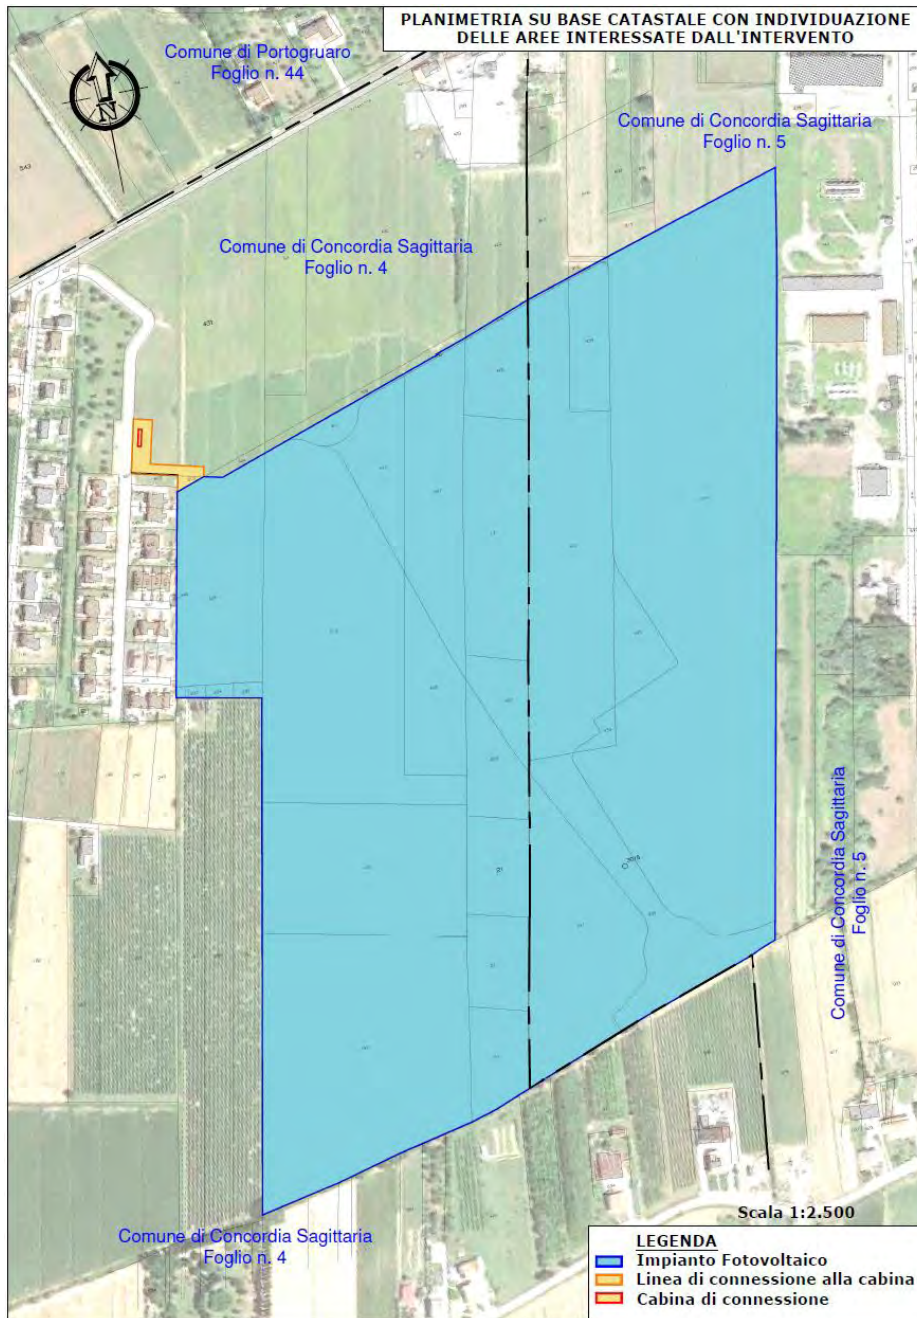 PLANIMETRIA SU BASE CATASTALE CON INDIVIDUAZIONE
DELLE AREE INTERESSATE DALL'INTERVENTO
Comune di Portogruaro
Foglio n. 44
N
Comune di Concordia Sagittaria
Foglio n. 5
Comune di Concordia Sagittaria
Foglio n. 4
Comune di Concordia Sagittaria
Foglio n. 5
Comune di Concordia Sagittaria
Foglio n. 4
Scala 1:2.500
LEGENDA
Impianto Fotovoltaico
Linea di connessione alla cabina
Cabina di connessione